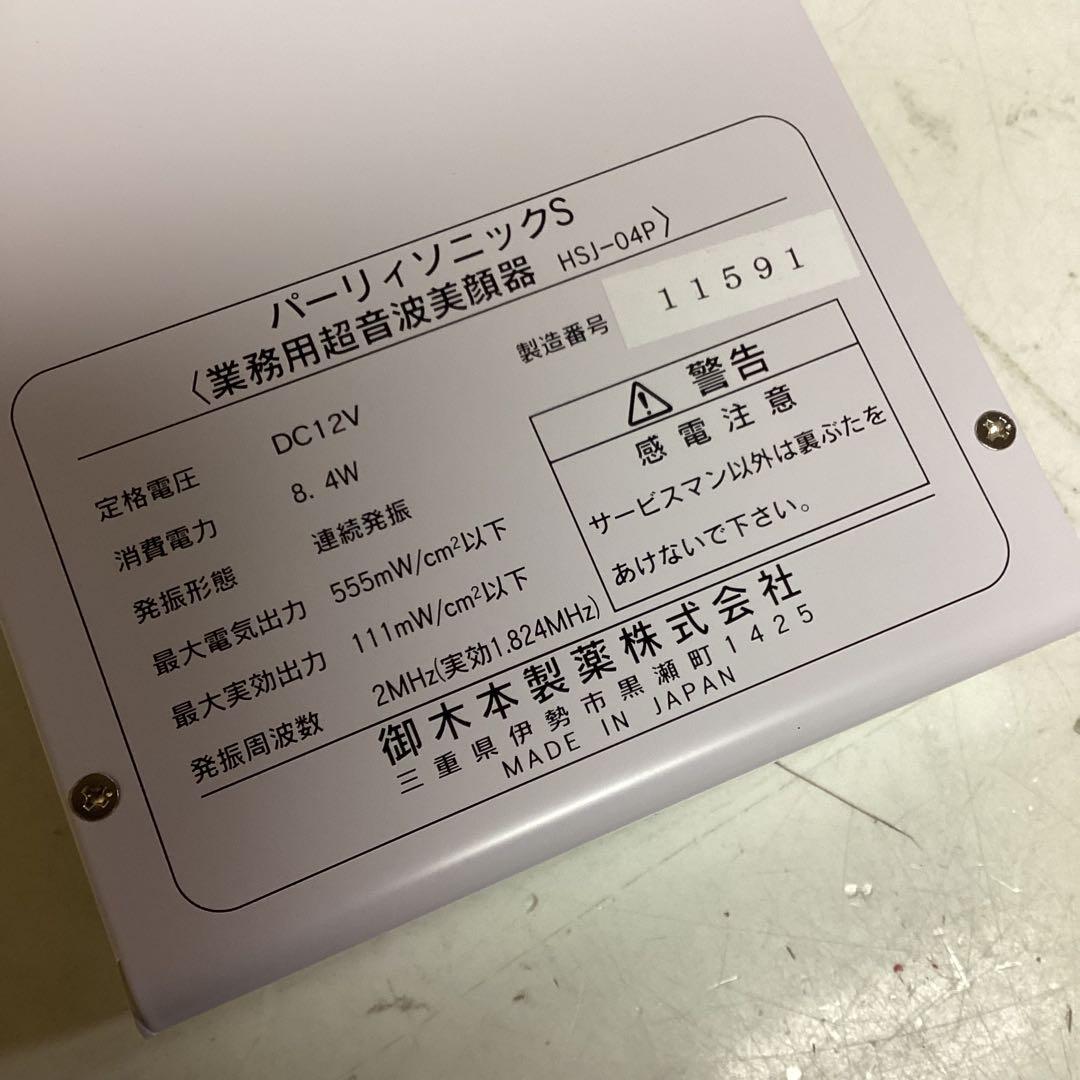 パーリィソニックS
〈業務用超音波美顔器 HSJ-04P〉
製造番号 11591
定格電圧 DC12V
消費電力 8.4W
発振形態 連続発振
最大電気出力 555mW/cm²以下
最大実効出力 111mW/cm²以下
発振周波数 2MHz(実効1.824MHz)
警告
感電注意
サービスマン以外は裏ぶたを
あけないで下さい。
御木本製薬株式会社
三重県伊勢市黒瀬町1425
MADE IN JAPAN